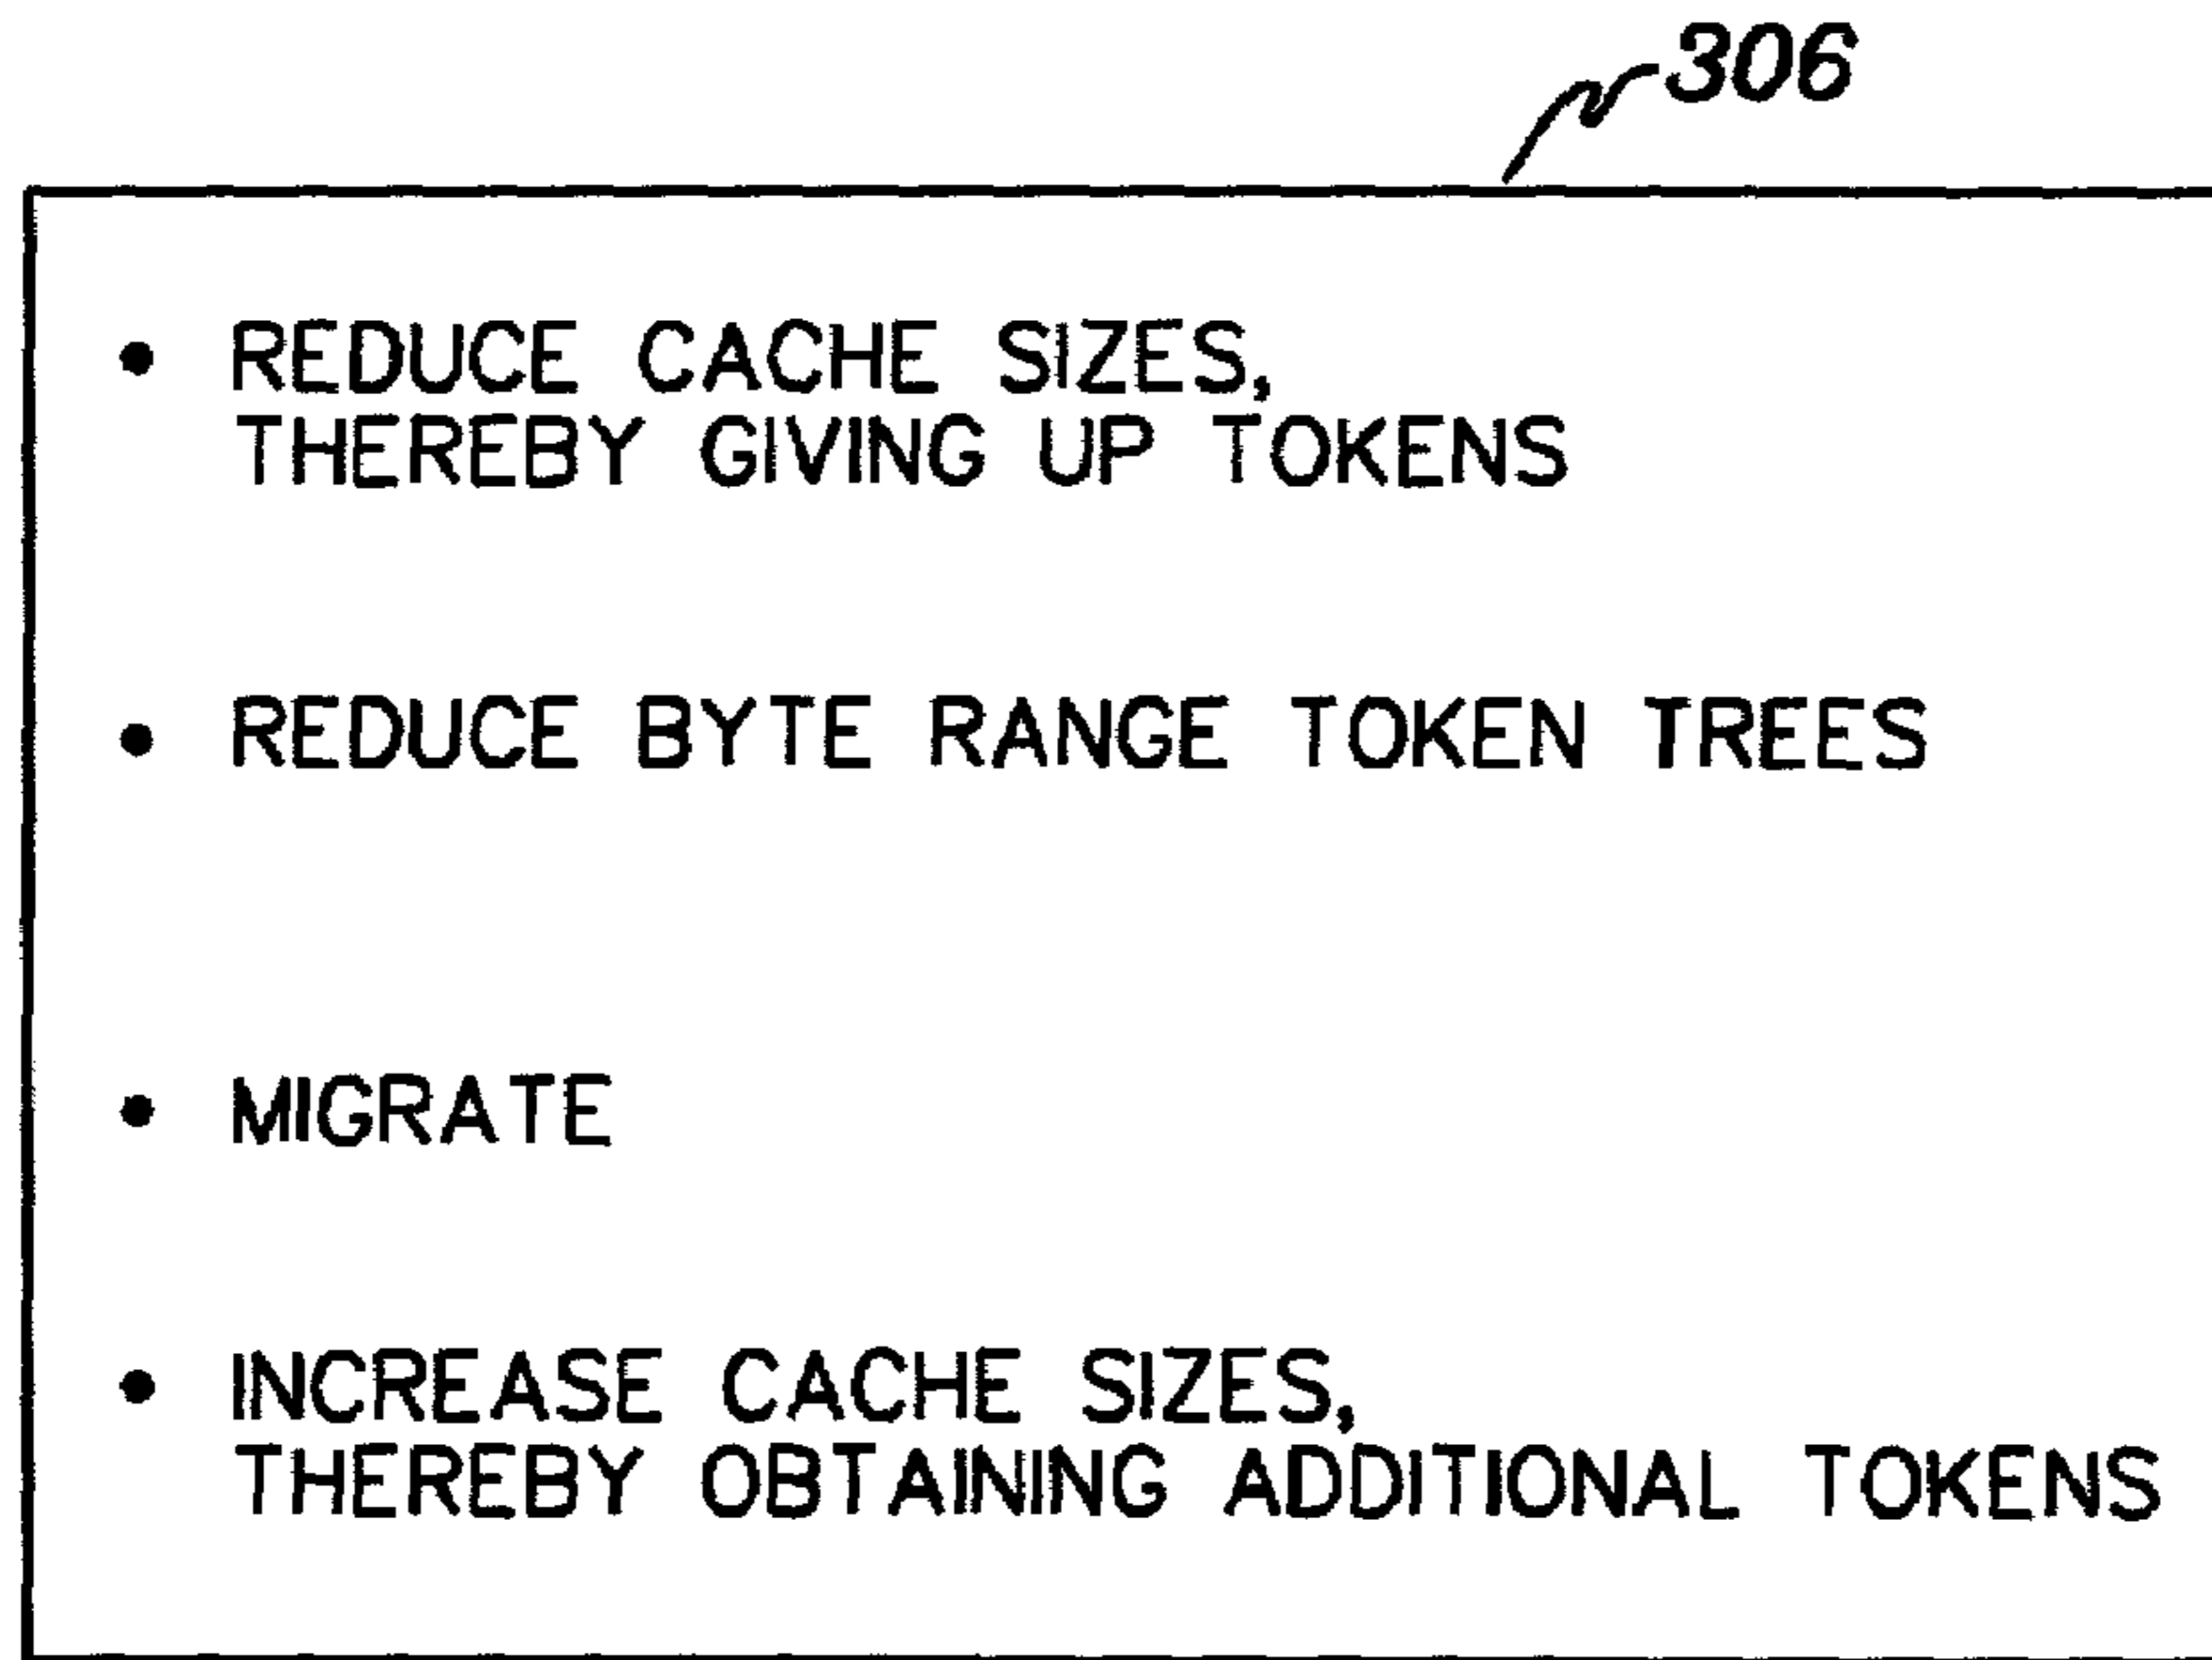 306
• REDUCE CACHE SIZES,
THEREBY GIVING UP TOKENS
• REDUCE BYTE RANGE TOKEN TREES
• MIGRATE
• INCREASE CACHE SIZES,
THEREBY OBTAINING ADDITIONAL TOKENS